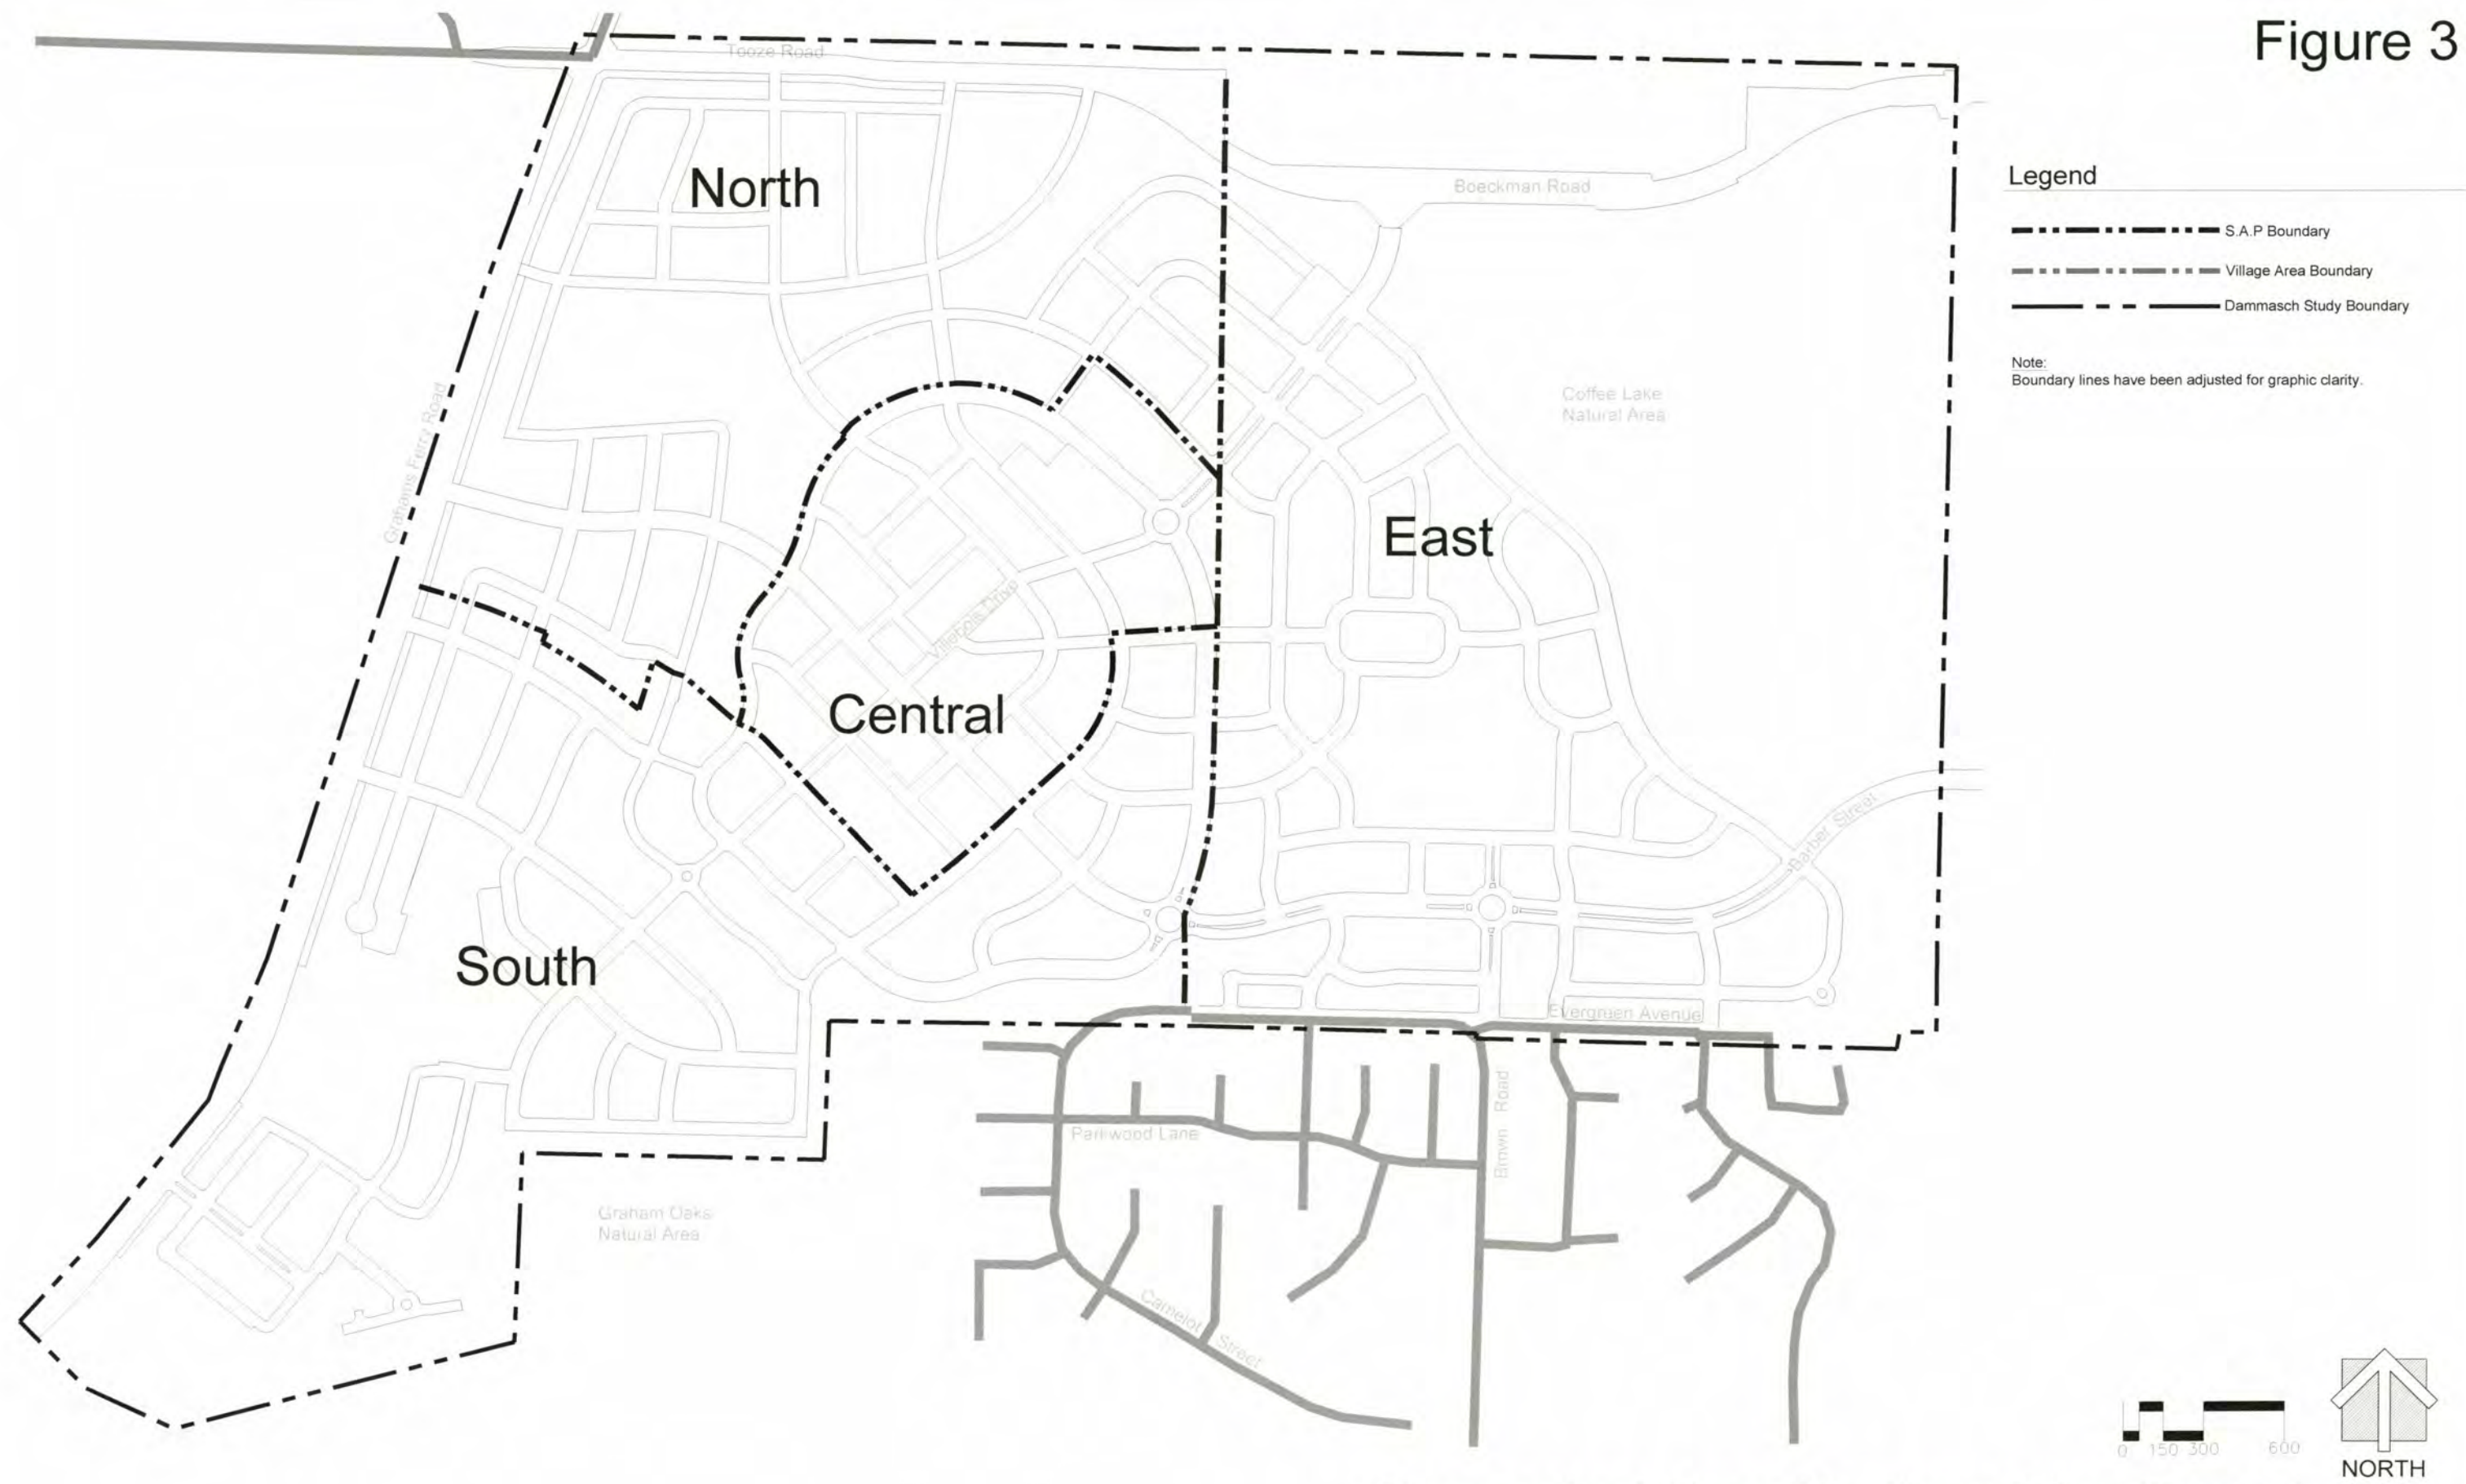 Figure 3
Tooze Road
North
Boeckman Road
Legend
S.A.P Boundary
Village Area Boundary
Dammasch Study Boundary
Note:
Boundary lines have been adjusted for graphic clarity.
Grahams Ferry Road
Coffee Lake
Natural Area
East
Villebois Drive
Central
Barber Street
South
Evergreen Avenue
Parkwood Lane
Brown Road
Graham Oaks
Natural Area
Camelot Street
0 150 300 600
NORTH